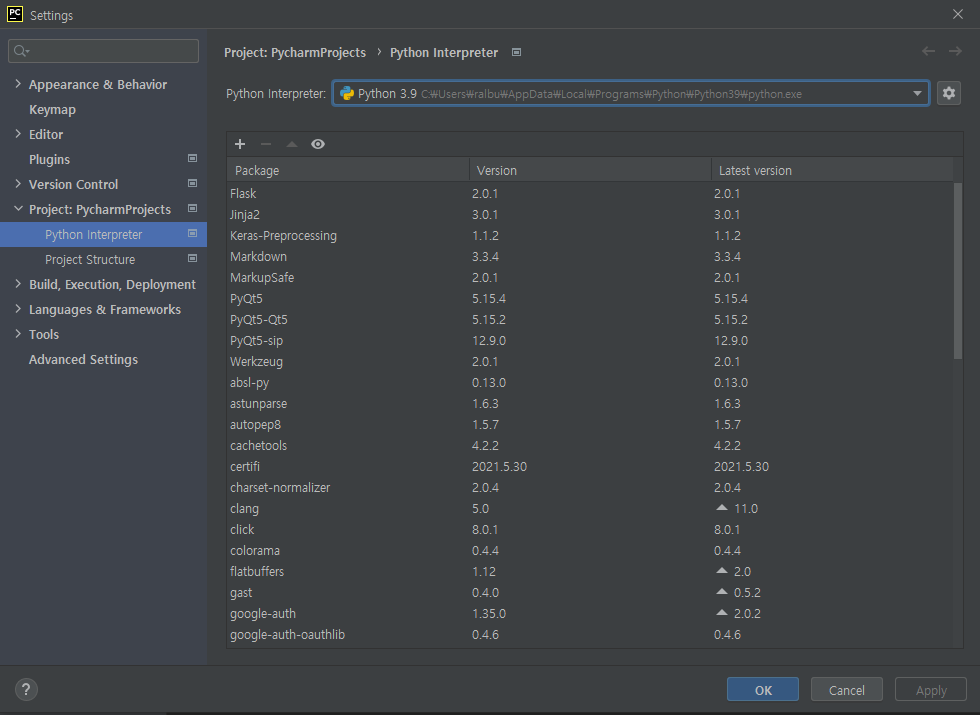 PC Settings
Project: PycharmProjects › Python Interpreter
Appearance & Behavior
Keymap
Editor
Plugins
Version Control
Project: PycharmProjects
Python Interpreter
Project Structure
Build, Execution, Deployment
Languages & Frameworks
Tools
Advanced Settings
Python Interpreter: Python 3.9 C:₩Users₩ralbu₩AppData₩Local₩Programs₩Python₩Python39₩python.exe
Package Version Latest version
Flask 2.0.1 2.0.1
Jinja2 3.0.1 3.0.1
Keras-Preprocessing 1.1.2 1.1.2
Markdown 3.3.4 3.3.4
MarkupSafe 2.0.1 2.0.1
PyQt5 5.15.4 5.15.4
PyQt5-Qt5 5.15.2 5.15.2
PyQt5-sip 12.9.0 12.9.0
Werkzeug 2.0.1 2.0.1
absl-py 0.13.0 0.13.0
astunparse 1.6.3 1.6.3
autopep8 1.5.7 1.5.7
cachetools 4.2.2 4.2.2
certifi 2021.5.30 2021.5.30
charset-normalizer 2.0.4 2.0.4
clang 5.0 11.0
click 8.0.1 8.0.1
colorama 0.4.4 0.4.4
flatbuffers 1.12 2.0
gast 0.4.0 0.5.2
google-auth 1.35.0 2.0.2
google-auth-oauthlib 0.4.6 0.4.6
? OK Cancel Apply